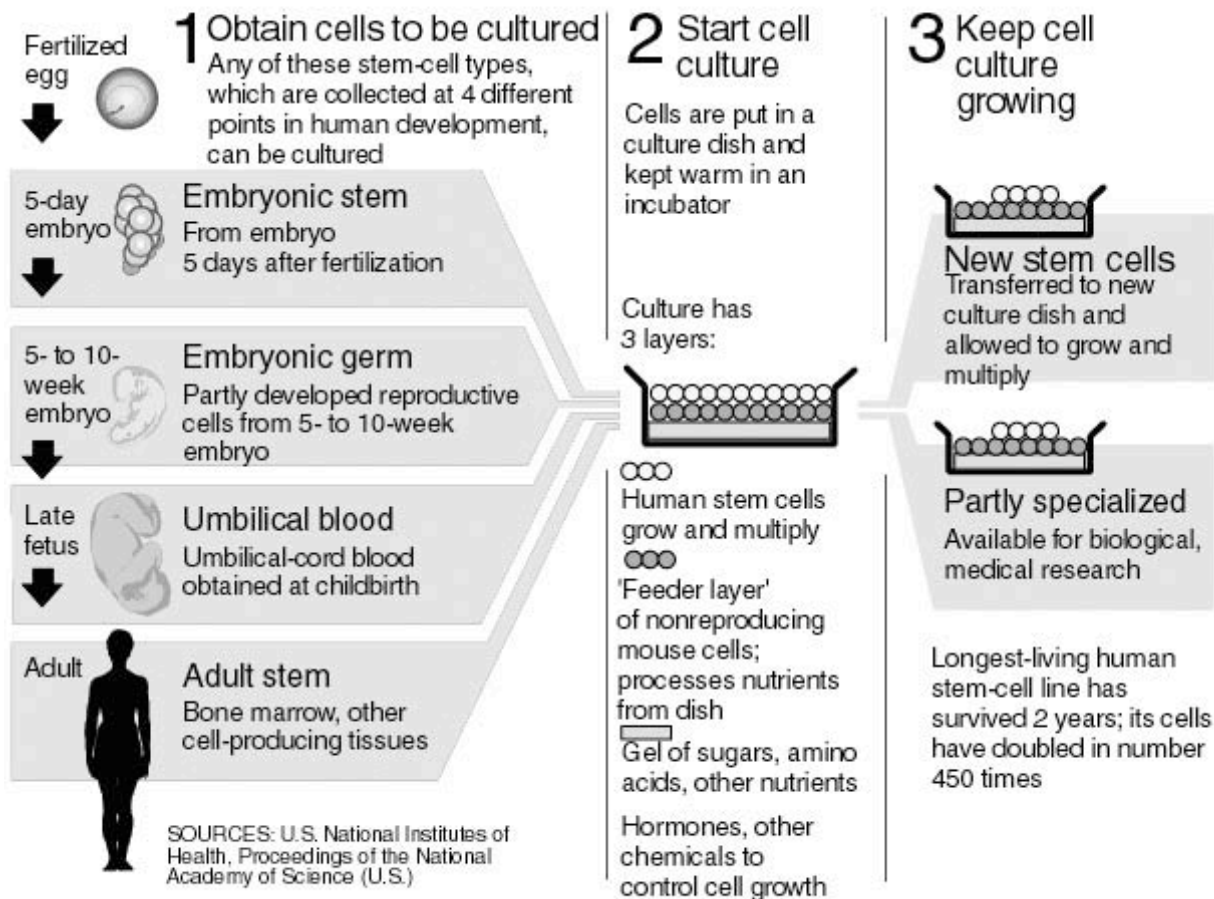 Fertilized
egg
1 Obtain cells to be cultured
Any of these stem-cell types,
which are collected at 4 different
points in human development,
can be cultured
5-day
embryo
Embryonic stem
From embryo
5 days after fertilization
5- to 10-
week
embryo
Embryonic germ
Partly developed reproductive
cells from 5- to 10-week
embryo
Late
fetus
Umbilical blood
Umbilical-cord blood
obtained at childbirth
Adult
Adult stem
Bone marrow, other
cell-producing tissues
SOURCES: U.S. National Institutes of
Health, Proceedings of the National
Academy of Science (U.S.)
2 Start cell
culture
Cells are put in a
culture dish and
kept warm in an
incubator
Culture has
3 layers:
Human stem cells
grow and multiply
'Feeder layer'
of nonreproducing
mouse cells;
processes nutrients
from dish
Gel of sugars, amino
acids, other nutrients
Hormones, other
chemicals to
control cell growth
3 Keep cell
culture
growing
New stem cells
Transferred to new
culture dish and
allowed to grow and
multiply
Partly specialized
Available for biological,
medical research
Longest-living human
stem-cell line has
survived 2 years; its cells
have doubled in number
450 times